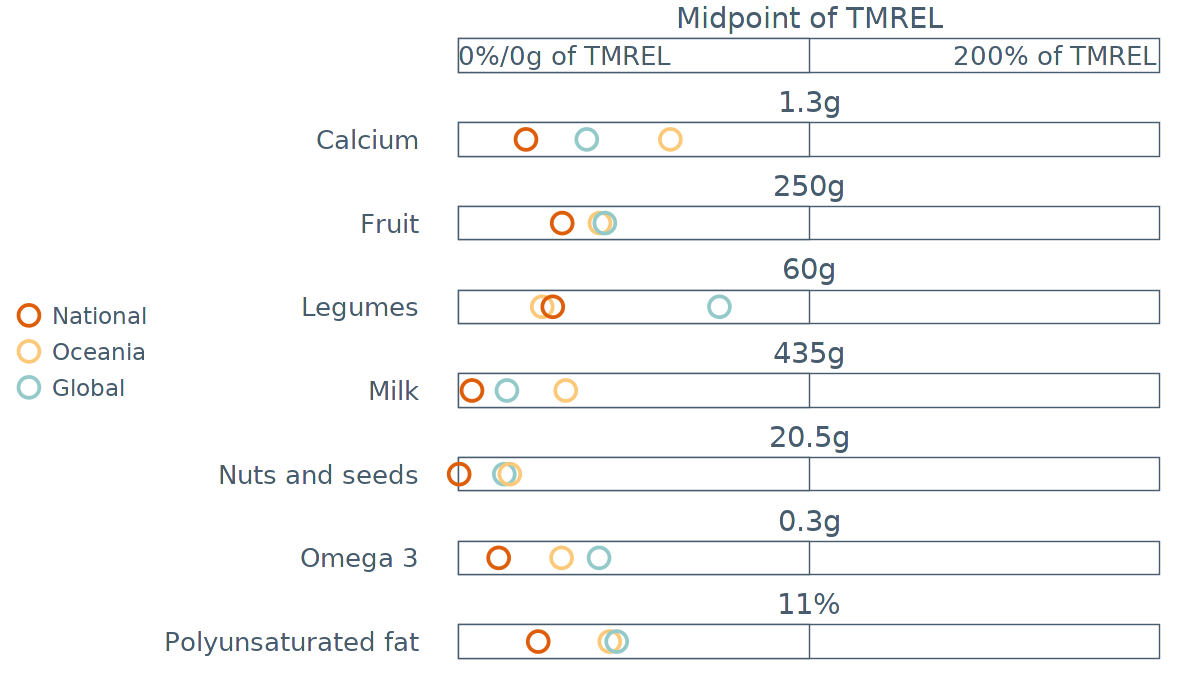 Midpoint of TMREL
0%/0g of TMREL
200% of TMREL
1.3g
Calcium
250g
Fruit
60g
Legumes
435g
Milk
20.5g
Nuts and seeds
0.3g
Omega 3
11%
Polyunsaturated fat
National
Oceania
Global